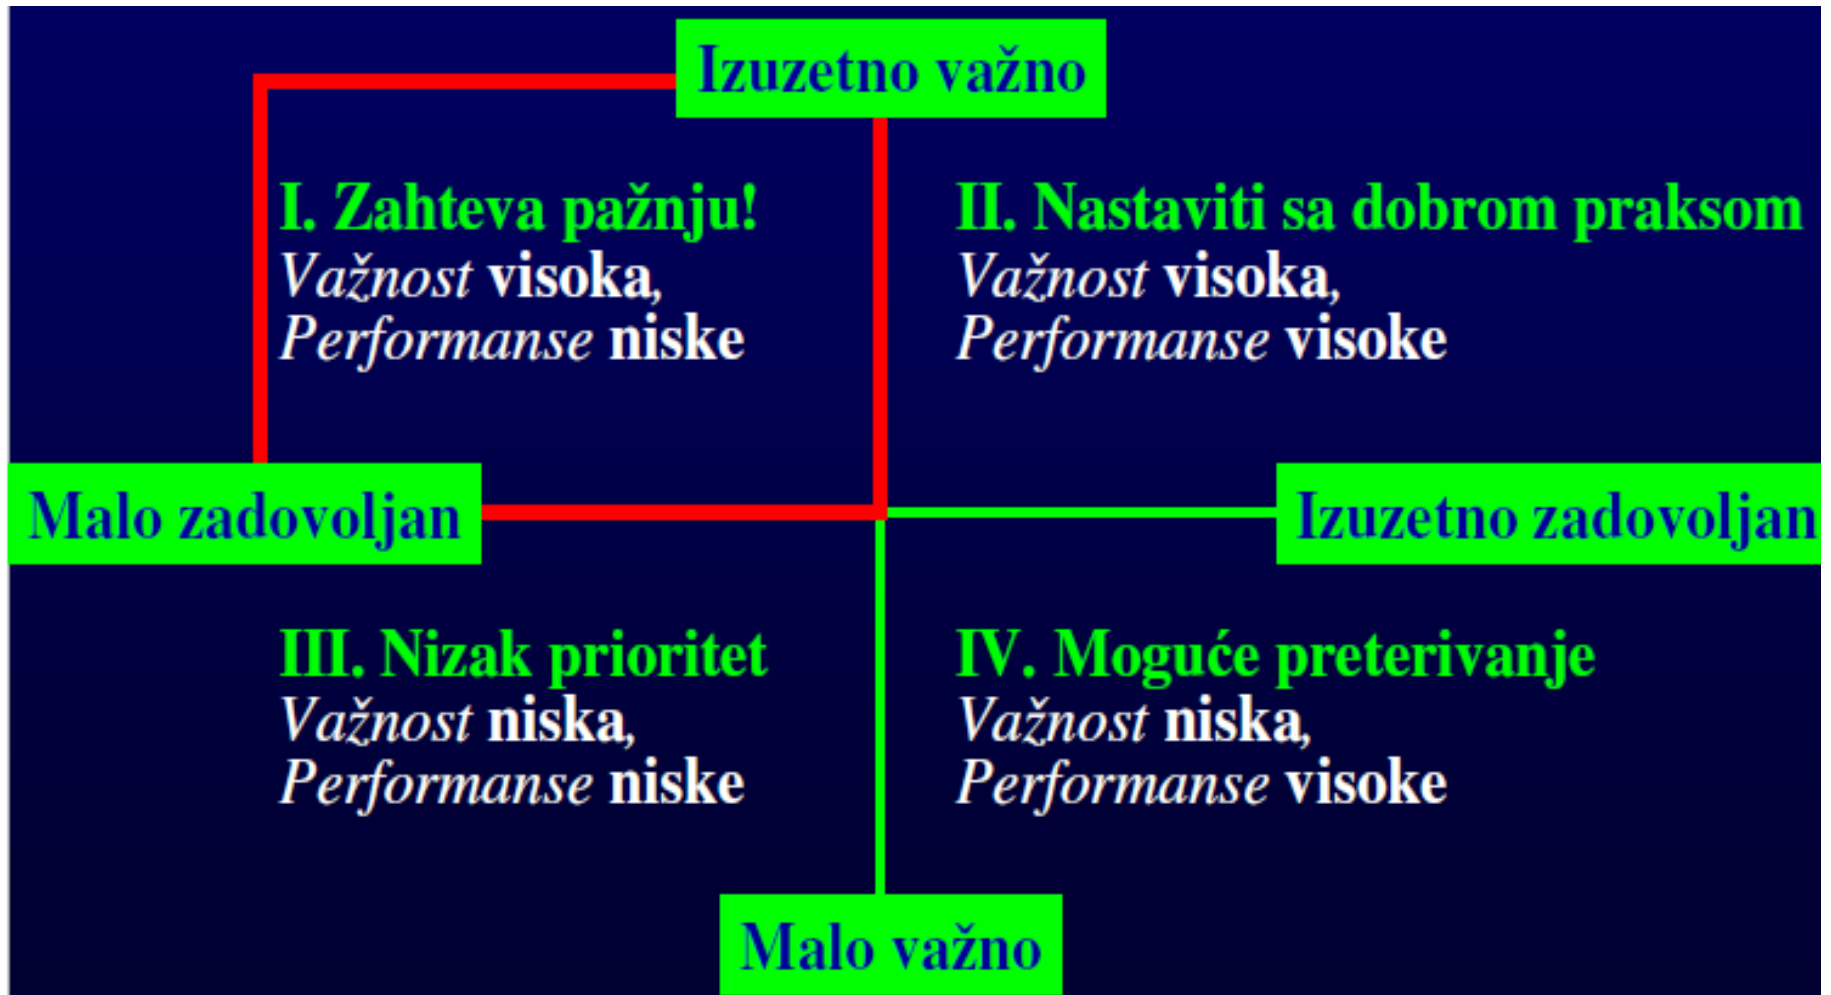 Izuzetno važno
I. Zahteva pažnju!
Važnost visoka,
Performanse niske
II. Nastaviti sa dobrom praksom
Važnost visoka,
Performanse visoke
Malo zadovoljan
Izuzetno zadovoljan
III. Nizak prioritet
Važnost niska,
Performanse niske
IV. Moguće preterivanje
Važnost niska,
Performanse visoke
Malo važno